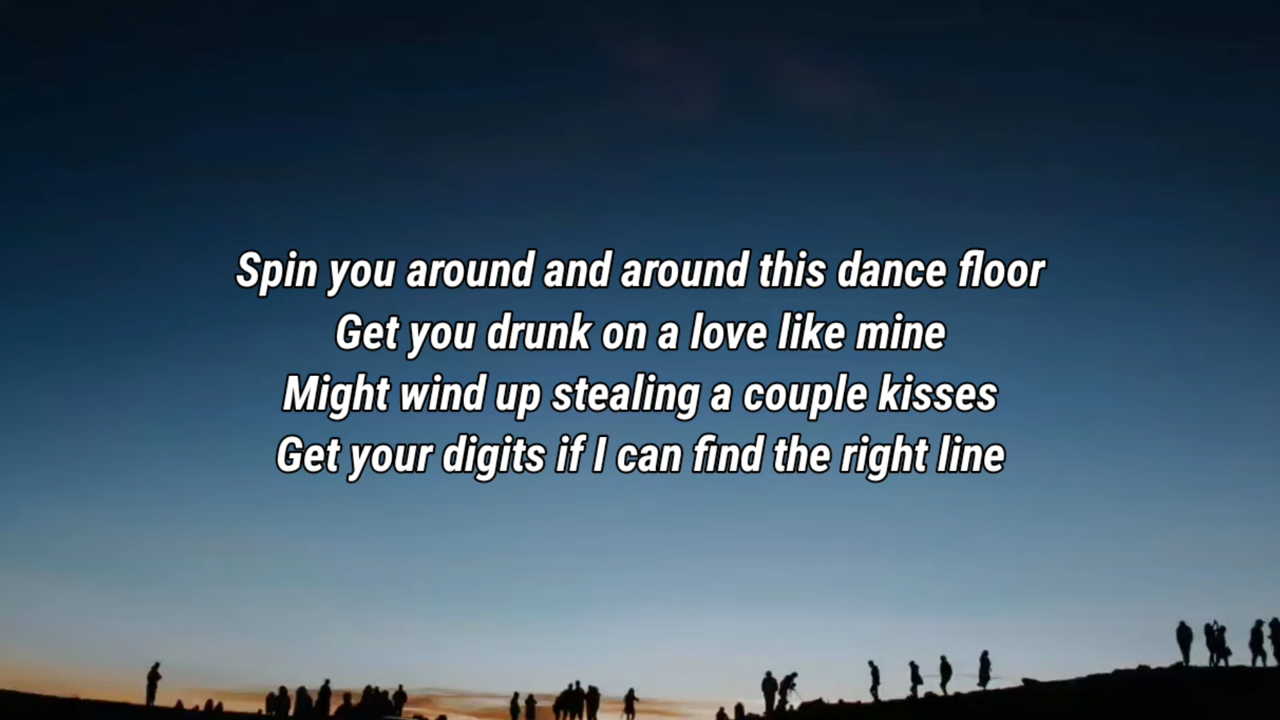 Spin you around and around this dance floor
Get you drunk on a love like mine
Might wind up stealing a couple kisses
Get your digits if I can find the right line